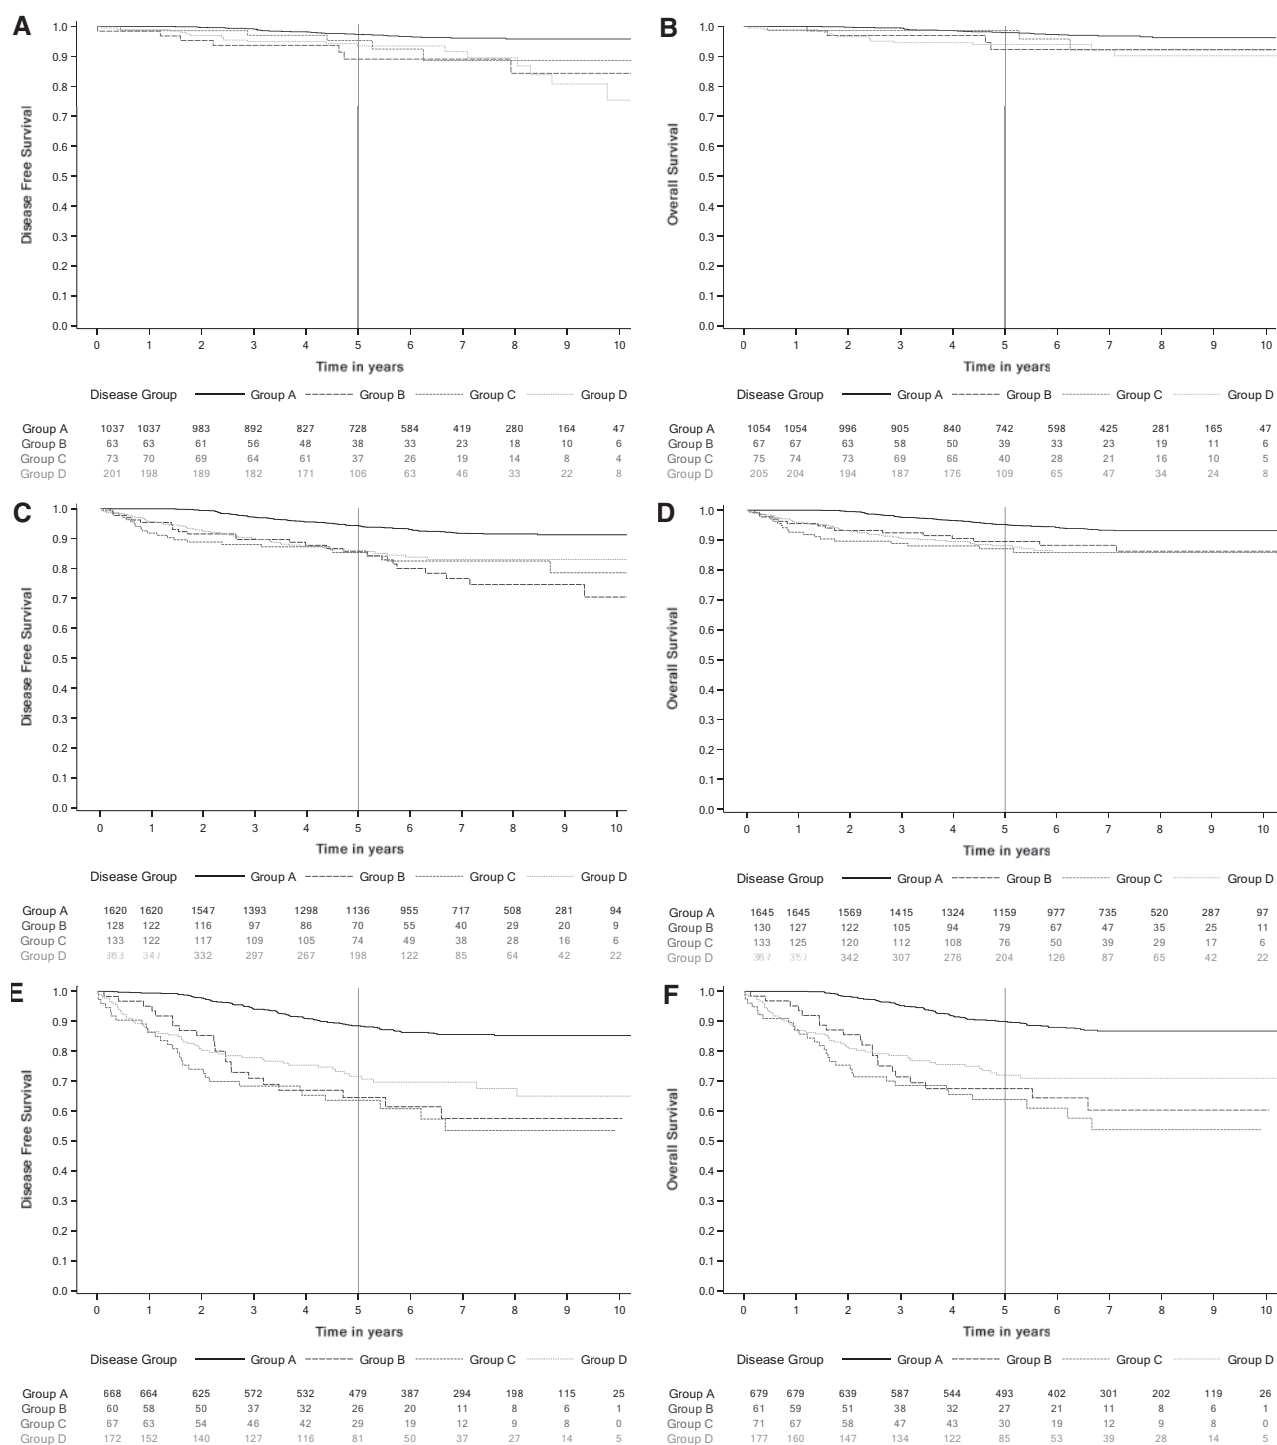 A
Disease Free Survival
1.0
0.9
0.8
0.7
0.6
0.5
0.4
0.3
0.2
0.1
0.0
0 1 2 3 4 5 6 7 8 9 10
Time in years
Disease Group Group A Group B Group C Group D
Group A 1037 1037 983 892 827 728 584 419 280 164 47
Group B 63 63 61 56 48 38 33 23 18 10 6
Group C 73 70 69 64 61 37 26 19 14 8 4
Group D 201 198 189 182 171 106 63 46 33 22 8
B
Overall Survival
1.0
0.9
0.8
0.7
0.6
0.5
0.4
0.3
0.2
0.1
0.0
0 1 2 3 4 5 6 7 8 9 10
Time in years
Disease Group Group A Group B Group C Group D
Group A 1054 1054 996 905 840 742 598 425 281 165 47
Group B 67 67 63 58 50 39 33 23 19 11 6
Group C 75 74 73 69 66 40 28 21 16 10 5
Group D 205 204 194 187 176 109 65 47 34 24 8
C
Disease Free Survival
1.0
0.9
0.8
0.7
0.6
0.5
0.4
0.3
0.2
0.1
0.0
0 1 2 3 4 5 6 7 8 9 10
Time in years
Disease Group Group A Group B Group C Group D
Group A 1620 1620 1547 1393 1298 1136 955 717 508 281 94
Group B 128 122 116 97 86 70 55 40 29 20 9
Group C 133 122 117 109 105 74 49 38 28 16 6
Group D 332 297 267 198 122 85 64 42 22
D
Overall Survival
1.0
0.9
0.8
0.7
0.6
0.5
0.4
0.3
0.2
0.1
0.0
0 1 2 3 4 5 6 7 8 9 10
Time in years
Disease Group Group A Group B Group C Group D
Group A 1645 1645 1569 1415 1324 1159 977 735 520 287 97
Group B 130 127 122 105 94 79 67 47 35 25 11
Group C 133 125 120 112 108 76 50 39 29 17 6
Group D 342 307 276 204 126 87 65 42 22
E
Disease Free Survival
1.0
0.9
0.8
0.7
0.6
0.5
0.4
0.3
0.2
0.1
0.0
0 1 2 3 4 5 6 7 8 9 10
Time in years
Disease Group Group A Group B Group C Group D
Group A 668 664 625 572 532 479 387 294 198 115 25
Group B 60 58 50 37 32 26 20 11 8 6 1
Group C 67 63 54 46 42 29 19 12 9 8 0
Group D 172 152 140 127 116 81 50 37 27 14 5
F
Overall Survival
1.0
0.9
0.8
0.7
0.6
0.5
0.4
0.3
0.2
0.1
0.0
0 1 2 3 4 5 6 7 8 9 10
Time in years
Disease Group Group A Group B Group C Group D
Group A 679 679 639 587 544 493 402 301 202 119 26
Group B 61 59 51 38 32 27 21 11 8 6 1
Group C 71 67 58 47 43 30 19 12 9 8 0
Group D 177 160 147 134 122 85 53 39 28 14 5